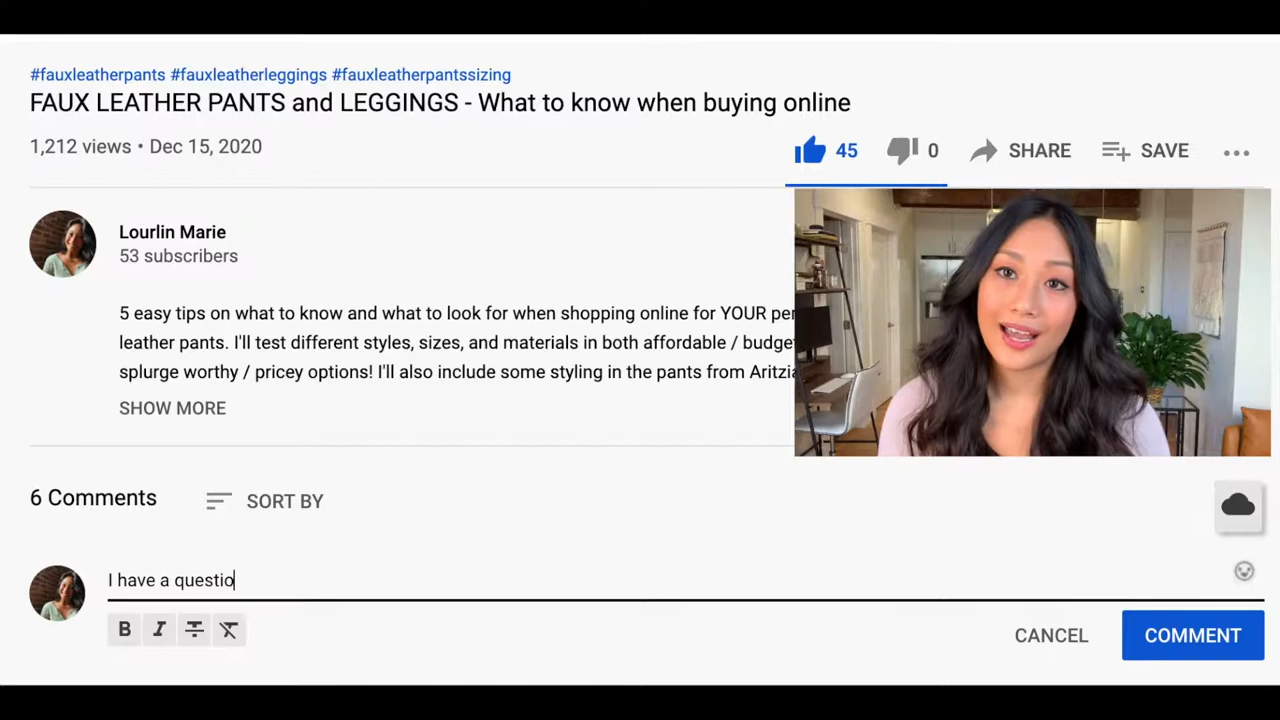 #fauxleatherpants #fauxleatherleggings #fauxleatherpantssizing
FAUX LEATHER PANTS and LEGGINGS - What to know when buying online
1,212 views • Dec 15, 2020
45 0 SHARE SAVE
Lourlin Marie
53 subscribers
5 easy tips on what to know and what to look for when shopping online for YOUR
leather pants. I'll test different styles, sizes, and materials in both affordable /
splurge worthy / pricey options! I'll also include some styling in the pants from
SHOW MORE
6 Comments SORT BY
I have a questio
B I T T
CANCEL COMMENT